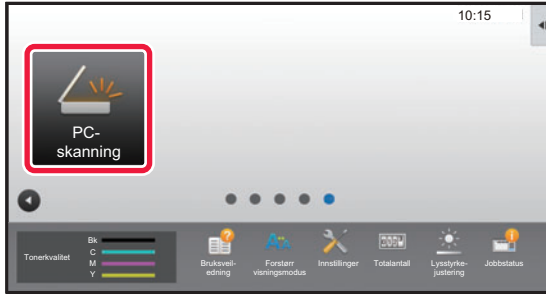 10:15
PC-
skanning
Tonerkvalitet
Bk
C
M
Y
Bruksveil-
edning
Forstørr
visningsmodus
Innstillinger
Totalantall
Lysstyrke-
justering
Jobbstatus